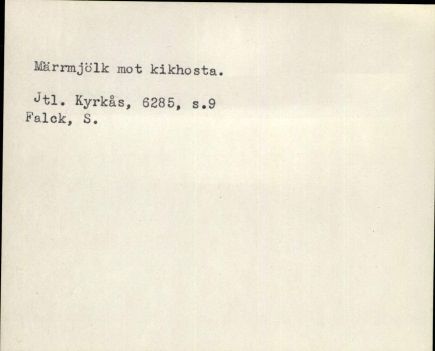 Märrmjölk mot kikhosta.
Jtl. Kyrkås, 6285, s.9
Falck, S.